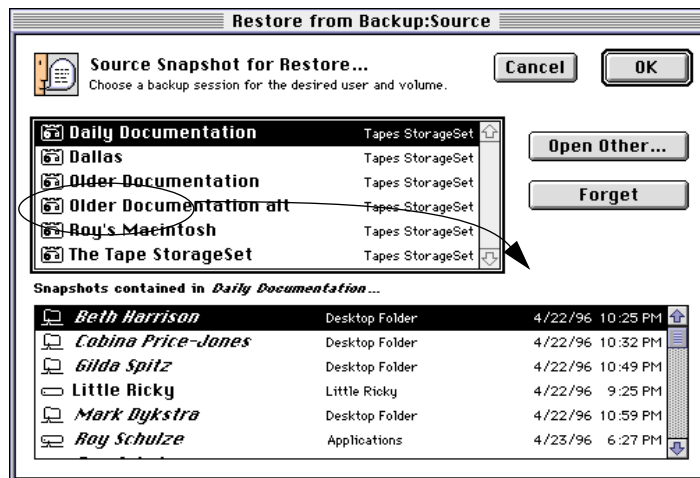 Restore from Backup:Source
Source Snapshot for Restore...
Choose a backup session for the desired user and volume.
Cancel
OK
Daily Documentation Tapes StorageSet
Dallas Tapes StorageSet
Older Documentation Tapes StorageSet
Older Documentation alt Tapes StorageSet
Roy's Macintosh Tapes StorageSet
The Tape StorageSet Tapes StorageSet
Open Other...
Forget
Snapshots contained in Daily Documentation...
Beth Harrison Desktop Folder 4/22/96 10:25 PM
Cobina Price-Jones Desktop Folder 4/22/96 10:32 PM
Gilda Spitz Desktop Folder 4/22/96 10:49 PM
Little Ricky Little Ricky 4/22/96 9:25 PM
Mark Dykstra Desktop Folder 4/22/96 10:59 PM
Roy Schulze Applications 4/23/96 6:27 PM